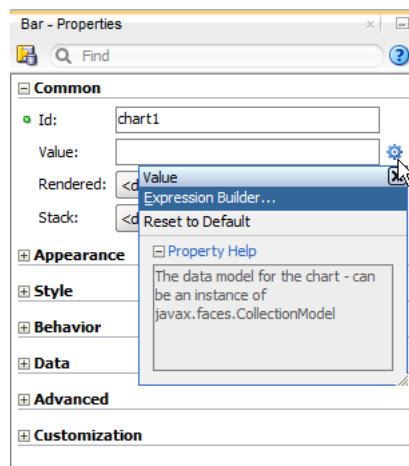 Bar - Properties
Find
Common
Id: chart1
Value:
Rendered: <d
Stack: <d
Value
Expression Builder...
Reset to Default
Property Help
The data model for the chart - can
be an instance of
javax.faces.CollectionModel
Appearance
Style
Behavior
Data
Advanced
Customization